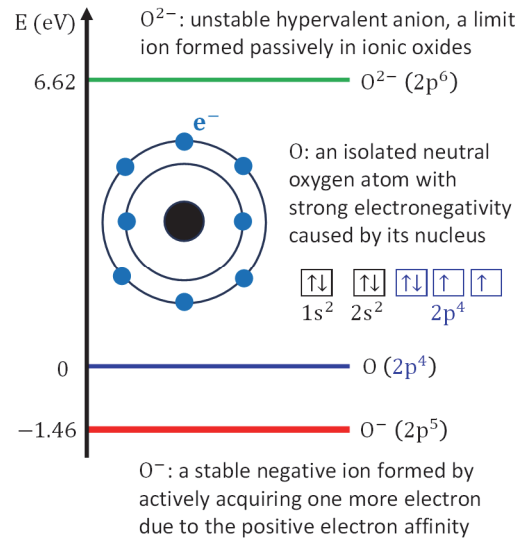 E (eV)
O²⁻: unstable hypervalent anion, a limit
ion formed passively in ionic oxides
6.62
O²⁻ (2p⁶)
e⁻
O: an isolated neutral
oxygen atom with
strong electronegativity
caused by its nucleus
↑↓ ↑↓ ↑↓ ↑ ↑
1s² 2s² 2p⁴
0
O (2p⁴)
−1.46
O⁻ (2p⁵)
O⁻: a stable negative ion formed by
actively acquiring one more electron
due to the positive electron affinity